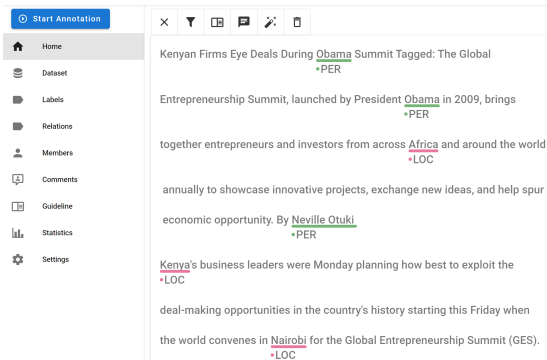 Start Annotation
Home
Dataset
Labels
Relations
Members
Comments
Guideline
Statistics
Settings
Kenyan Firms Eye Deals During Obama Summit Tagged: The Global
•PER
Entrepreneurship Summit, launched by President Obama in 2009, brings
•PER
together entrepreneurs and investors from across Africa and around the world
•LOC
annually to showcase innovative projects, exchange new ideas, and help spur
economic opportunity. By Neville Otuki
•PER
Kenya's business leaders were Monday planning how best to exploit the
•LOC
deal-making opportunities in the country's history starting this Friday when
the world convenes in Nairobi for the Global Entrepreneurship Summit (GES).
•LOC